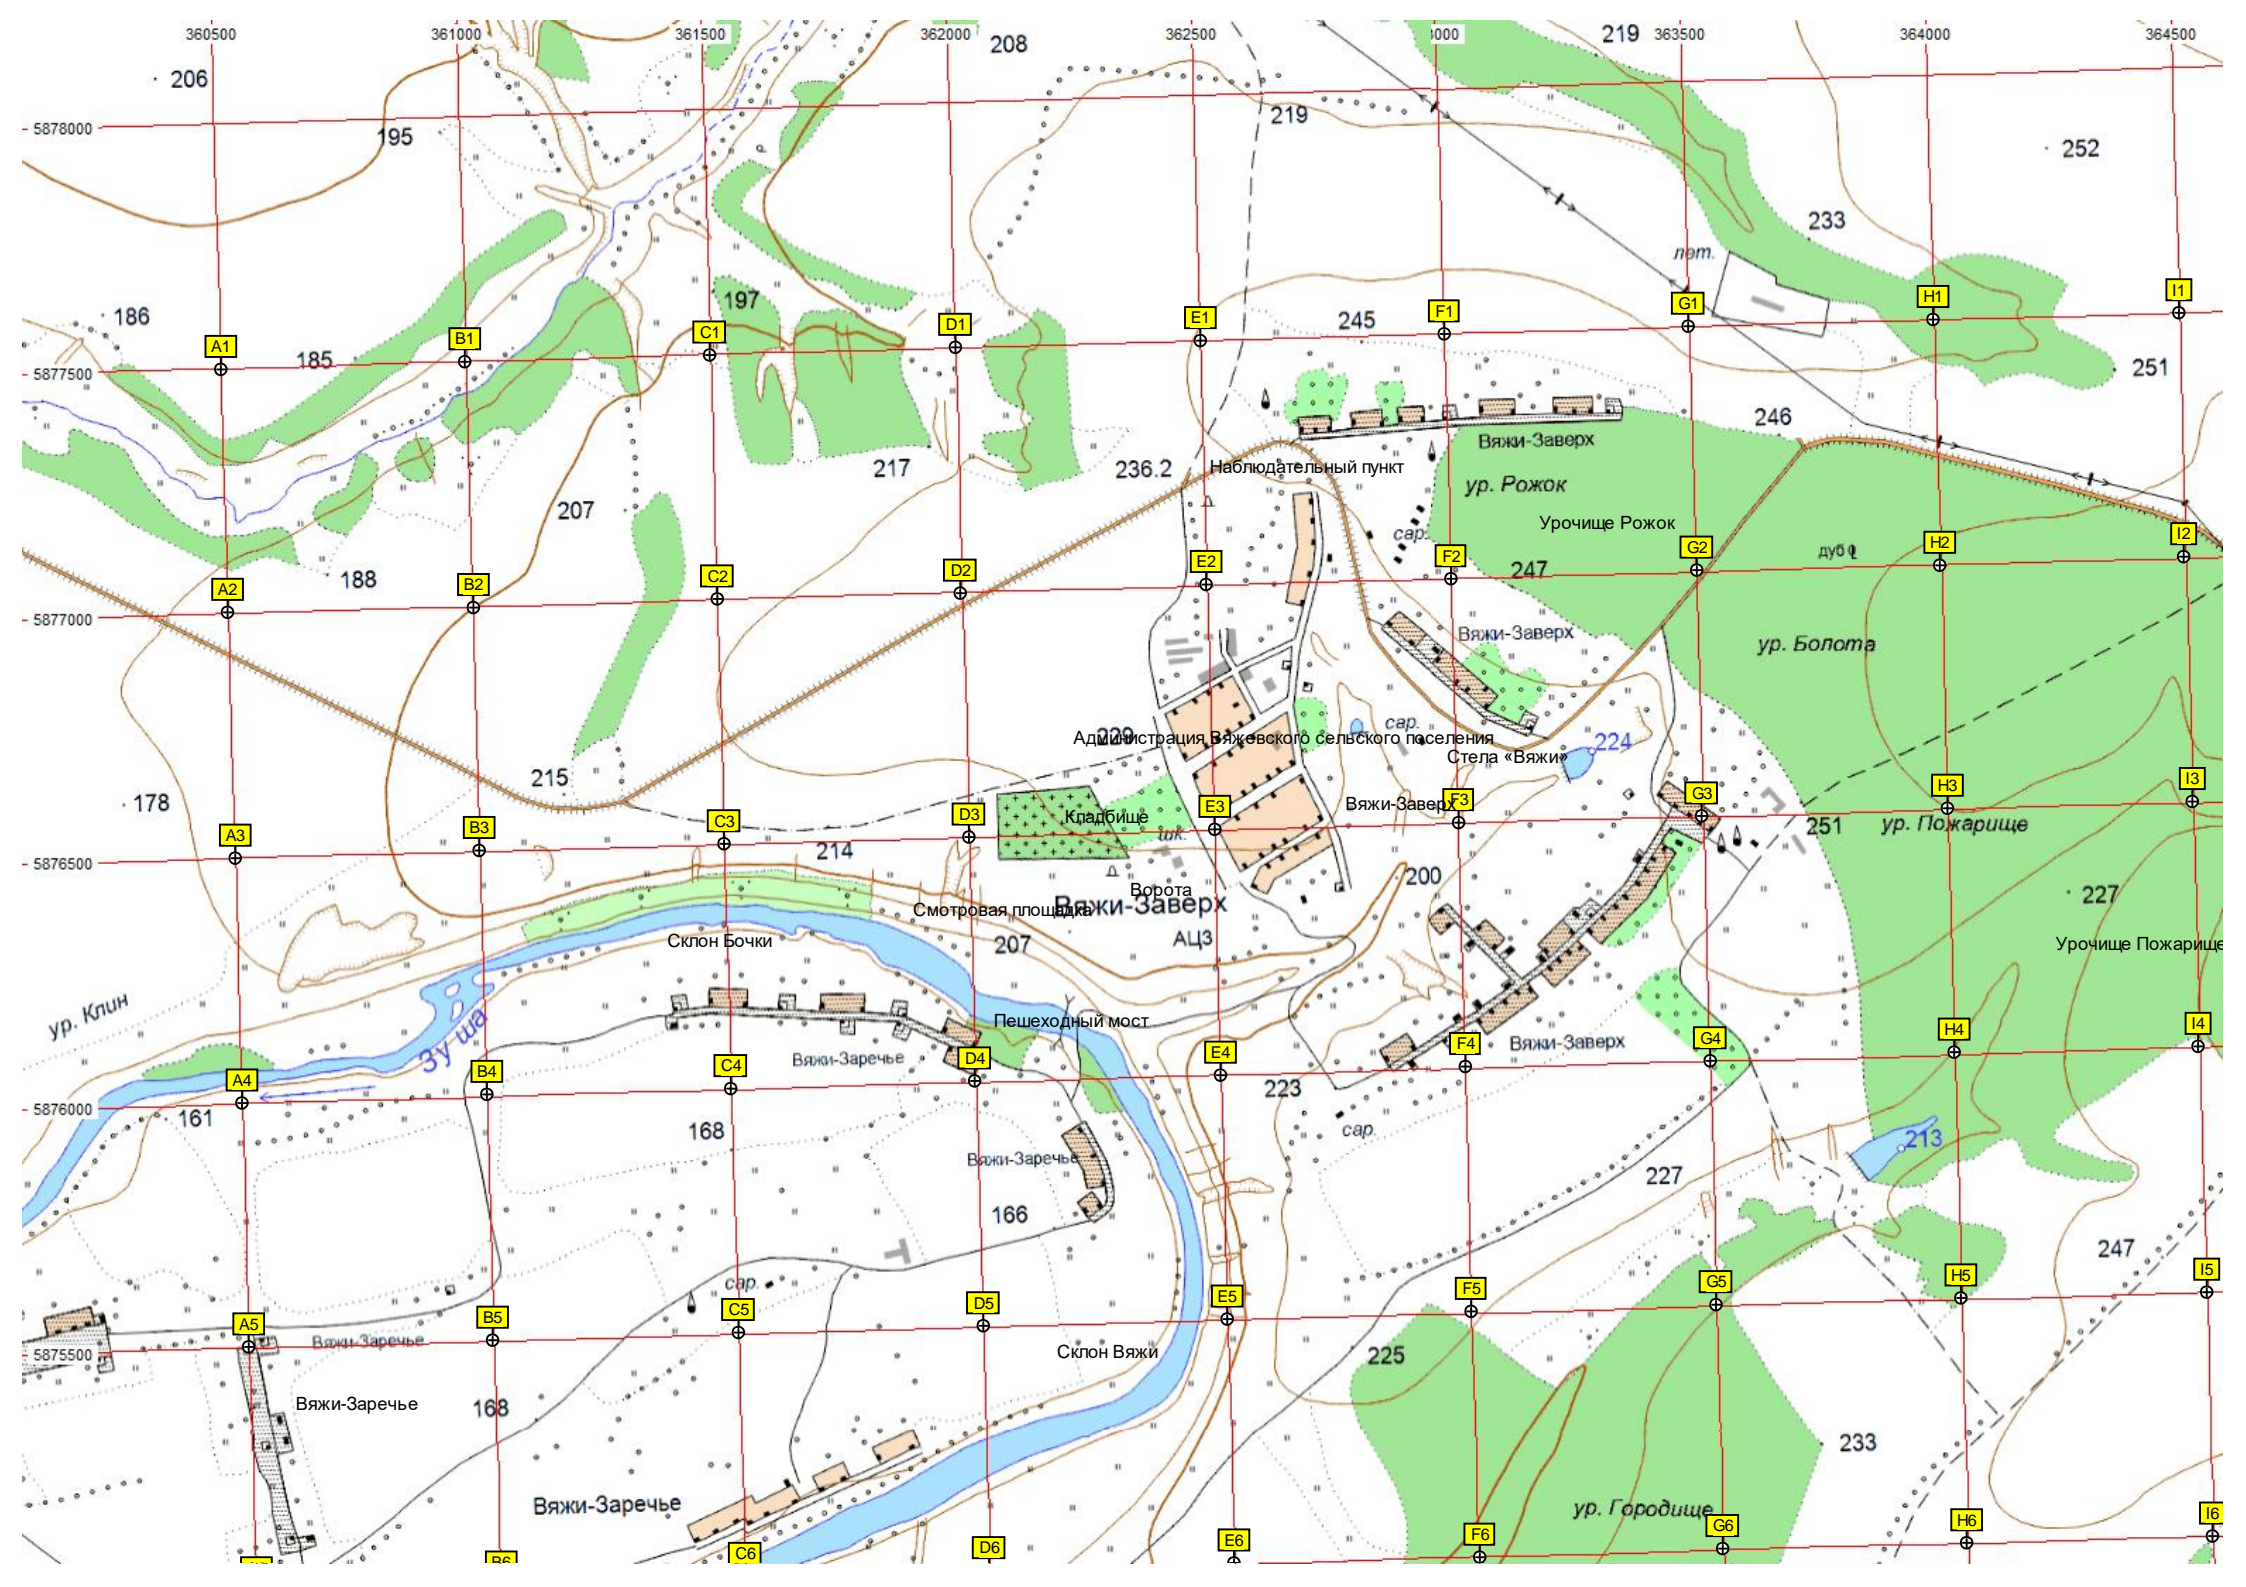 360500 361000 361500 362000 362500 363500 364000 364500
208
219
206
5878000
195
219
252
233
лет.
197
186
245
G1 H1 I1
A1 B1 C1 D1 E1 F1
185
251
5877500
246
Вяжи-Заверх
217
236.2
Наблюдательный пункт
ур. Рожок
207
Урочище Рожок
сар.
дуб
A2 B2 C2 D2 E2 F2 G2 H2 I2
188
247
5877000
Вяжи-Заверх
ур. Болота
229
сар.
Администрация Вяжевского сельского поселения
224
Стела «Вяжи»
215
178
Вяжи-Заверх
A3 B3 C3 D3 E3 F3 G3 H3 I3
Кладбище
шк.
251
ур. Пожарище
214
5876500
200
Ворота
227
Вяжи-Заверх
Смотровая площадка
Склон Бочки
207
АЦЗ
Урочище Пожарище
ур. Клин
Зу ша
Пешеходный мост
Вяжи-Заречье
Вяжи-Заверх
A4 B4 C4 D4 E4 F4 G4 H4 I4
223
5876000
161
168
сар.
213
Вяжи-Заречье
227
166
247
сар.
A5 B5 C5 D5 E5 F5 G5 H5 I5
Вяжи-Заречье
5875500
Склон Вяжи
225
Вяжи-Заречье
168
233
Вяжи-Заречье
ур. Городище
B6 C6 D6 E6 F6 G6 H6 I6